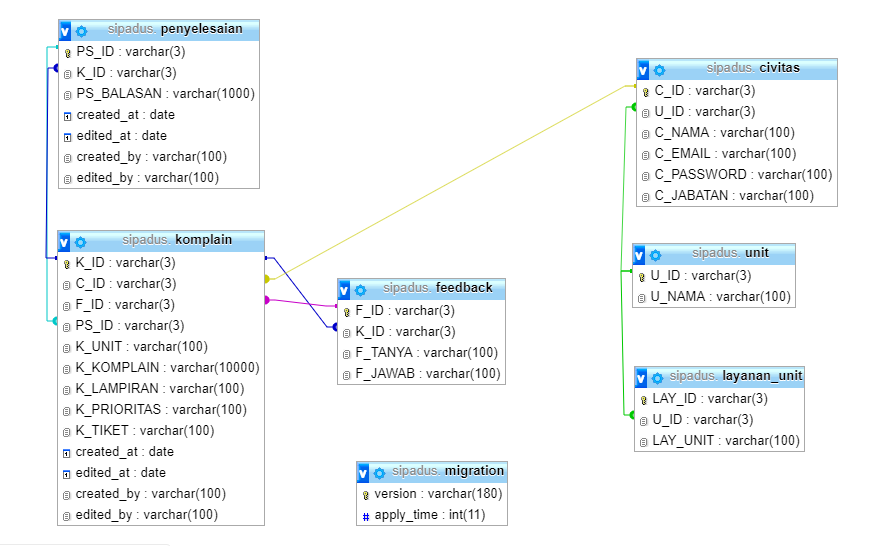 sipadus. penyelesaian
PS_ID : varchar(3)
K_ID : varchar(3)
PS_BALASAN : varchar(1000)
created_at : date
edited_at : date
created_by : varchar(100)
edited_by : varchar(100)
sipadus. civitas
C_ID : varchar(3)
U_ID : varchar(3)
C_NAMA : varchar(100)
C_EMAIL : varchar(100)
C_PASSWORD : varchar(100)
C_JABATAN : varchar(100)
sipadus. komplain
K_ID : varchar(3)
C_ID : varchar(3)
F_ID : varchar(3)
PS_ID : varchar(3)
K_UNIT : varchar(100)
K_KOMPLAIN : varchar(10000)
K_LAMPIRAN : varchar(100)
K_PRIORITAS : varchar(100)
K_TIKET : varchar(100)
created_at : date
edited_at : date
created_by : varchar(100)
edited_by : varchar(100)
sipadus. feedback
F_ID : varchar(3)
K_ID : varchar(3)
F_TANYA : varchar(100)
F_JAWAB : varchar(100)
sipadus. unit
U_ID : varchar(3)
U_NAMA : varchar(100)
sipadus. layanan_unit
LAY_ID : varchar(3)
U_ID : varchar(3)
LAY_UNIT : varchar(100)
sipadus. migration
version : varchar(180)
# apply_time : int(11)